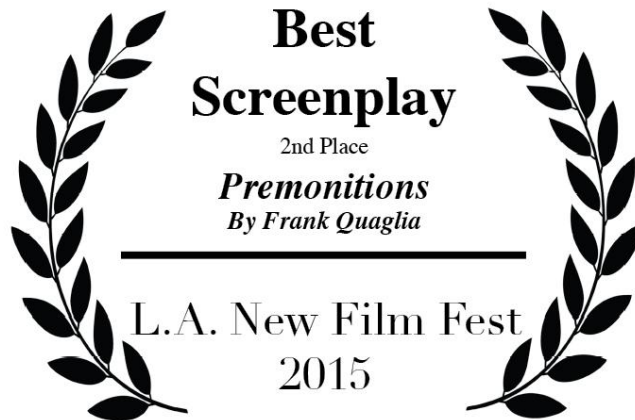 Best
Screenplay
2nd Place
Premonitions
By Frank Quaglia
L.A. New Film Fest
2015